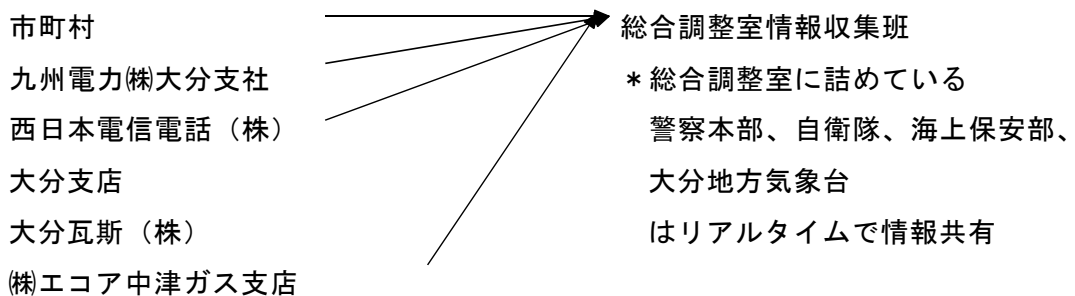 市町村
九州電力㈱大分支社
西日本電信電話（株）
大分支店
大分瓦斯（株）
㈱エコア中津ガス支店
総合調整室情報収集班
＊総合調整室に詰めている
警察本部、自衛隊、海上保安部、
大分地方気象台
はリアルタイムで情報共有